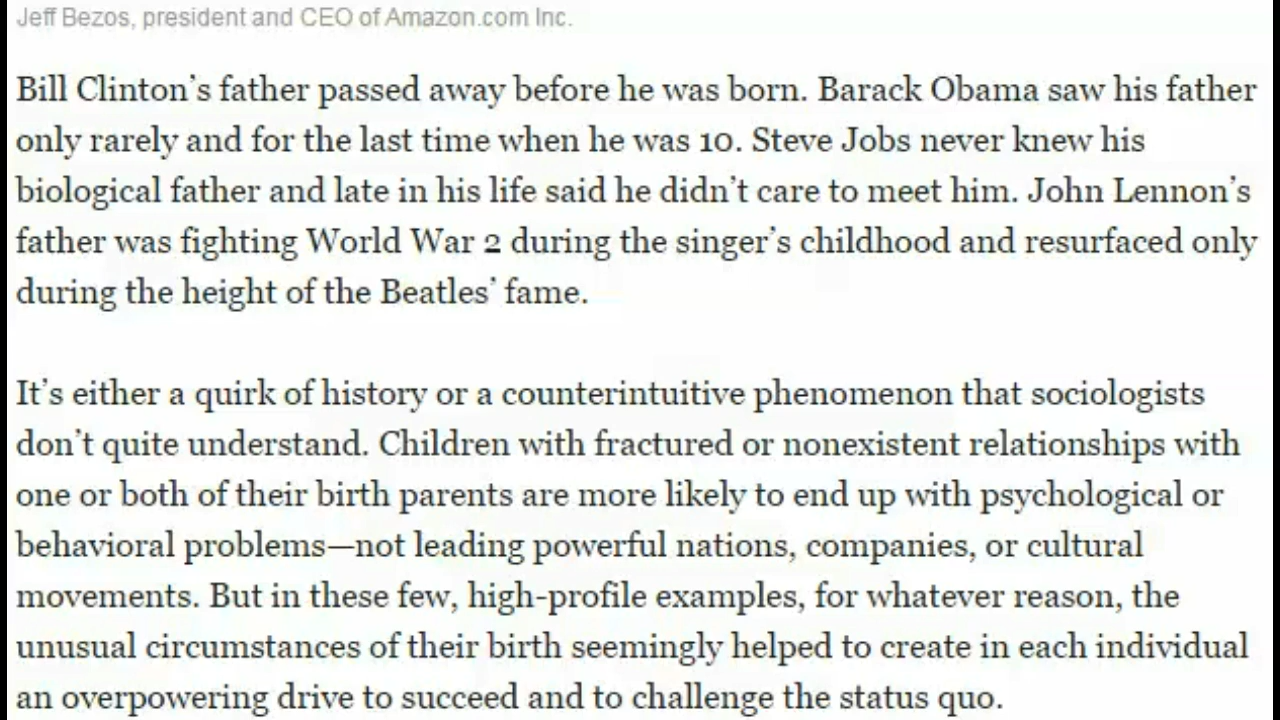 Jeff Bezos, president and CEO of Amazon.com Inc.
Bill Clinton’s father passed away before he was born. Barack Obama saw his father
only rarely and for the last time when he was 10. Steve Jobs never knew his
biological father and late in his life said he didn’t care to meet him. John Lennon’s
father was fighting World War 2 during the singer’s childhood and resurfaced only
during the height of the Beatles’ fame.
It’s either a quirk of history or a counterintuitive phenomenon that sociologists
don’t quite understand. Children with fractured or nonexistent relationships with
one or both of their birth parents are more likely to end up with psychological or
behavioral problems—not leading powerful nations, companies, or cultural
movements. But in these few, high-profile examples, for whatever reason, the
unusual circumstances of their birth seemingly helped to create in each individual
an overpowering drive to succeed and to challenge the status quo.